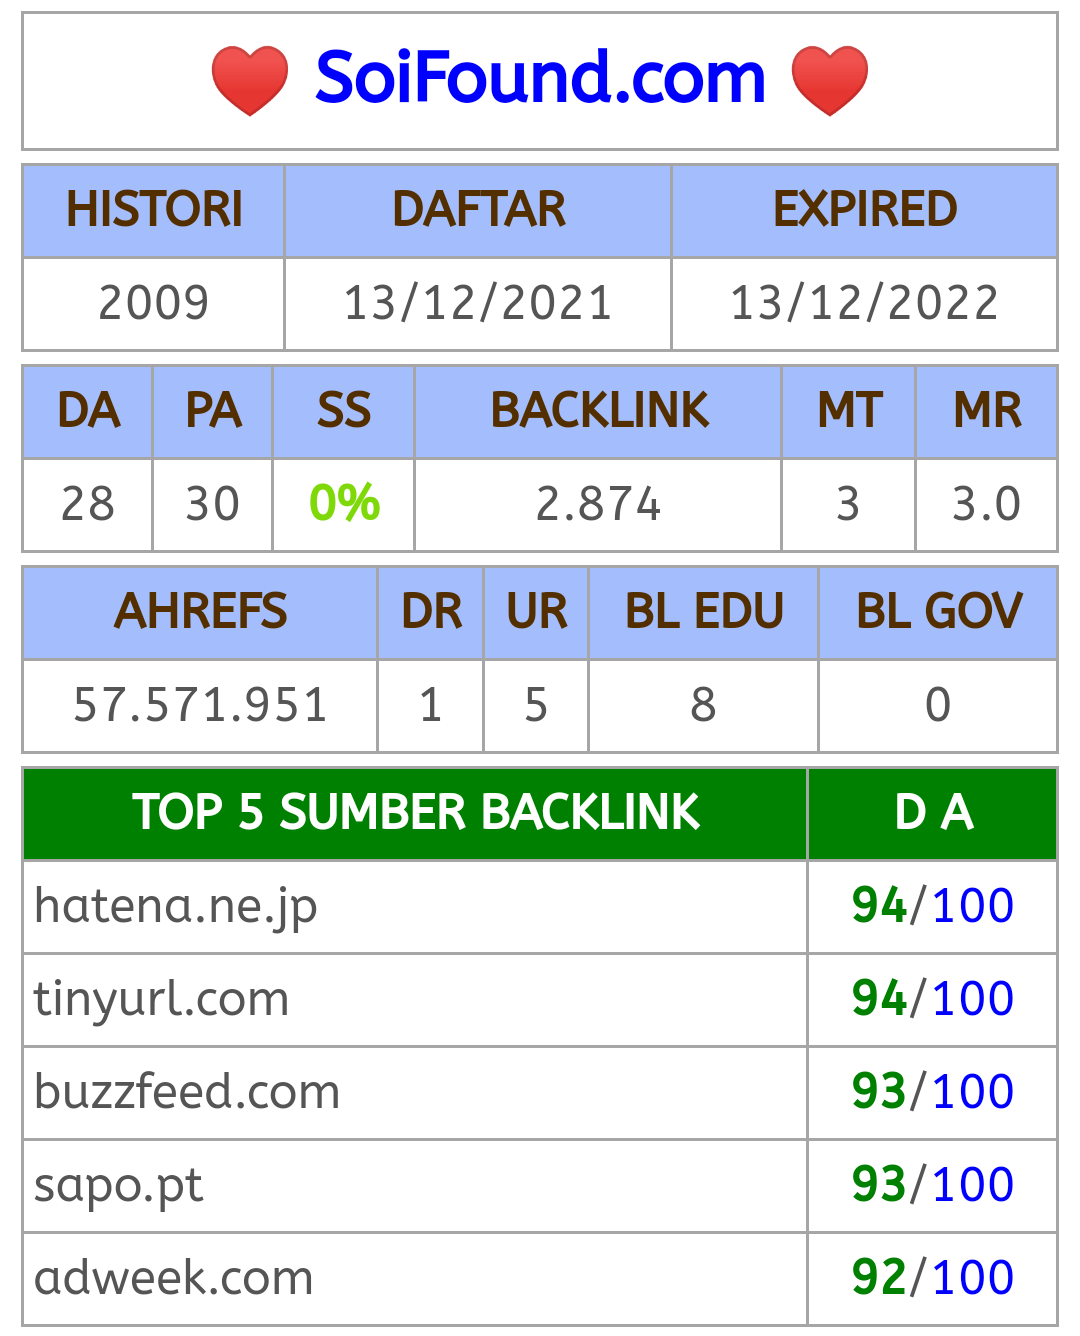 SoiFound.com
HISTORI DAFTAR EXPIRED
2009 13/12/2021 13/12/2022
DA PA SS BACKLINK MT MR
28 30 0% 2.874 3 3.0
AHREFS DR UR BL EDU BL GOV
57.571.951 1 5 8 0
TOP 5 SUMBER BACKLINK D A
hatena.ne.jp 94/100
tinyurl.com 94/100
buzzfeed.com 93/100
sapo.pt 93/100
adweek.com 92/100